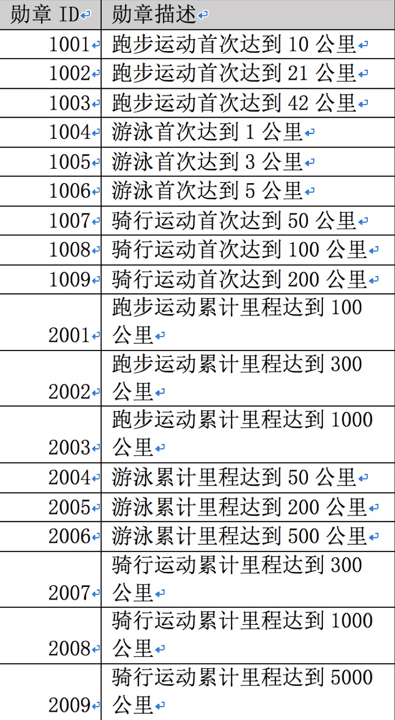 勋章 ID 勋章描述
1001 跑步运动首次达到 10 公里
1002 跑步运动首次达到 21 公里
1003 跑步运动首次达到 42 公里
1004 游泳首次达到 1 公里
1005 游泳首次达到 3 公里
1006 游泳首次达到 5 公里
1007 骑行运动首次达到 50 公里
1008 骑行运动首次达到 100 公里
1009 骑行运动首次达到 200 公里
跑步运动累计里程达到 100
2001 公里
跑步运动累计里程达到 300
2002 公里
跑步运动累计里程达到 1000
2003 公里
2004 游泳累计里程达到 50 公里
2005 游泳累计里程达到 200 公里
2006 游泳累计里程达到 500 公里
骑行运动累计里程达到 300
2007 公里
骑行运动累计里程达到 1000
2008 公里
骑行运动累计里程达到 5000
2009 公里